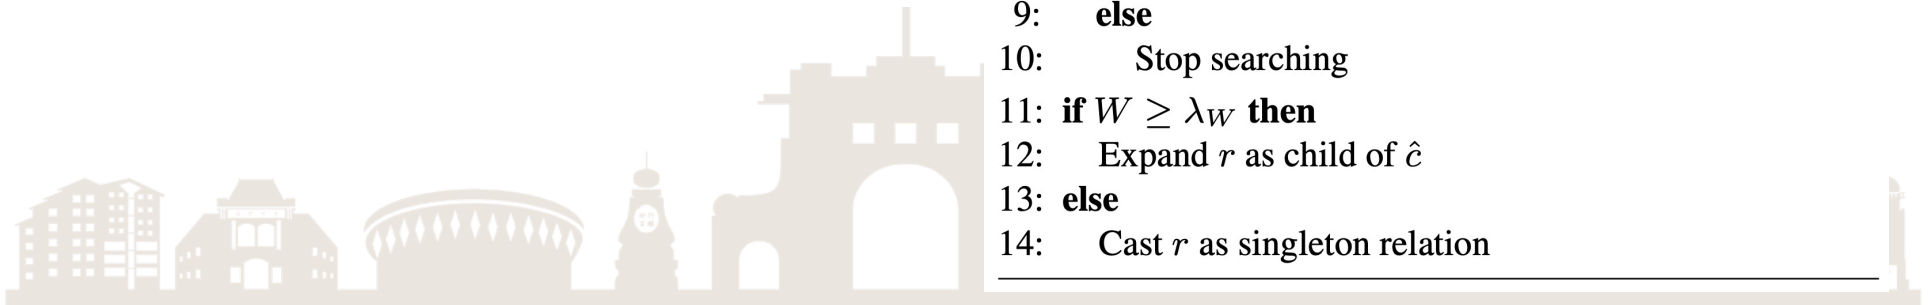 9: else
10: Stop searching
11: if W ≥ λ_W then
12: Expand r as child of ĉ
13: else
14: Cast r as singleton relation